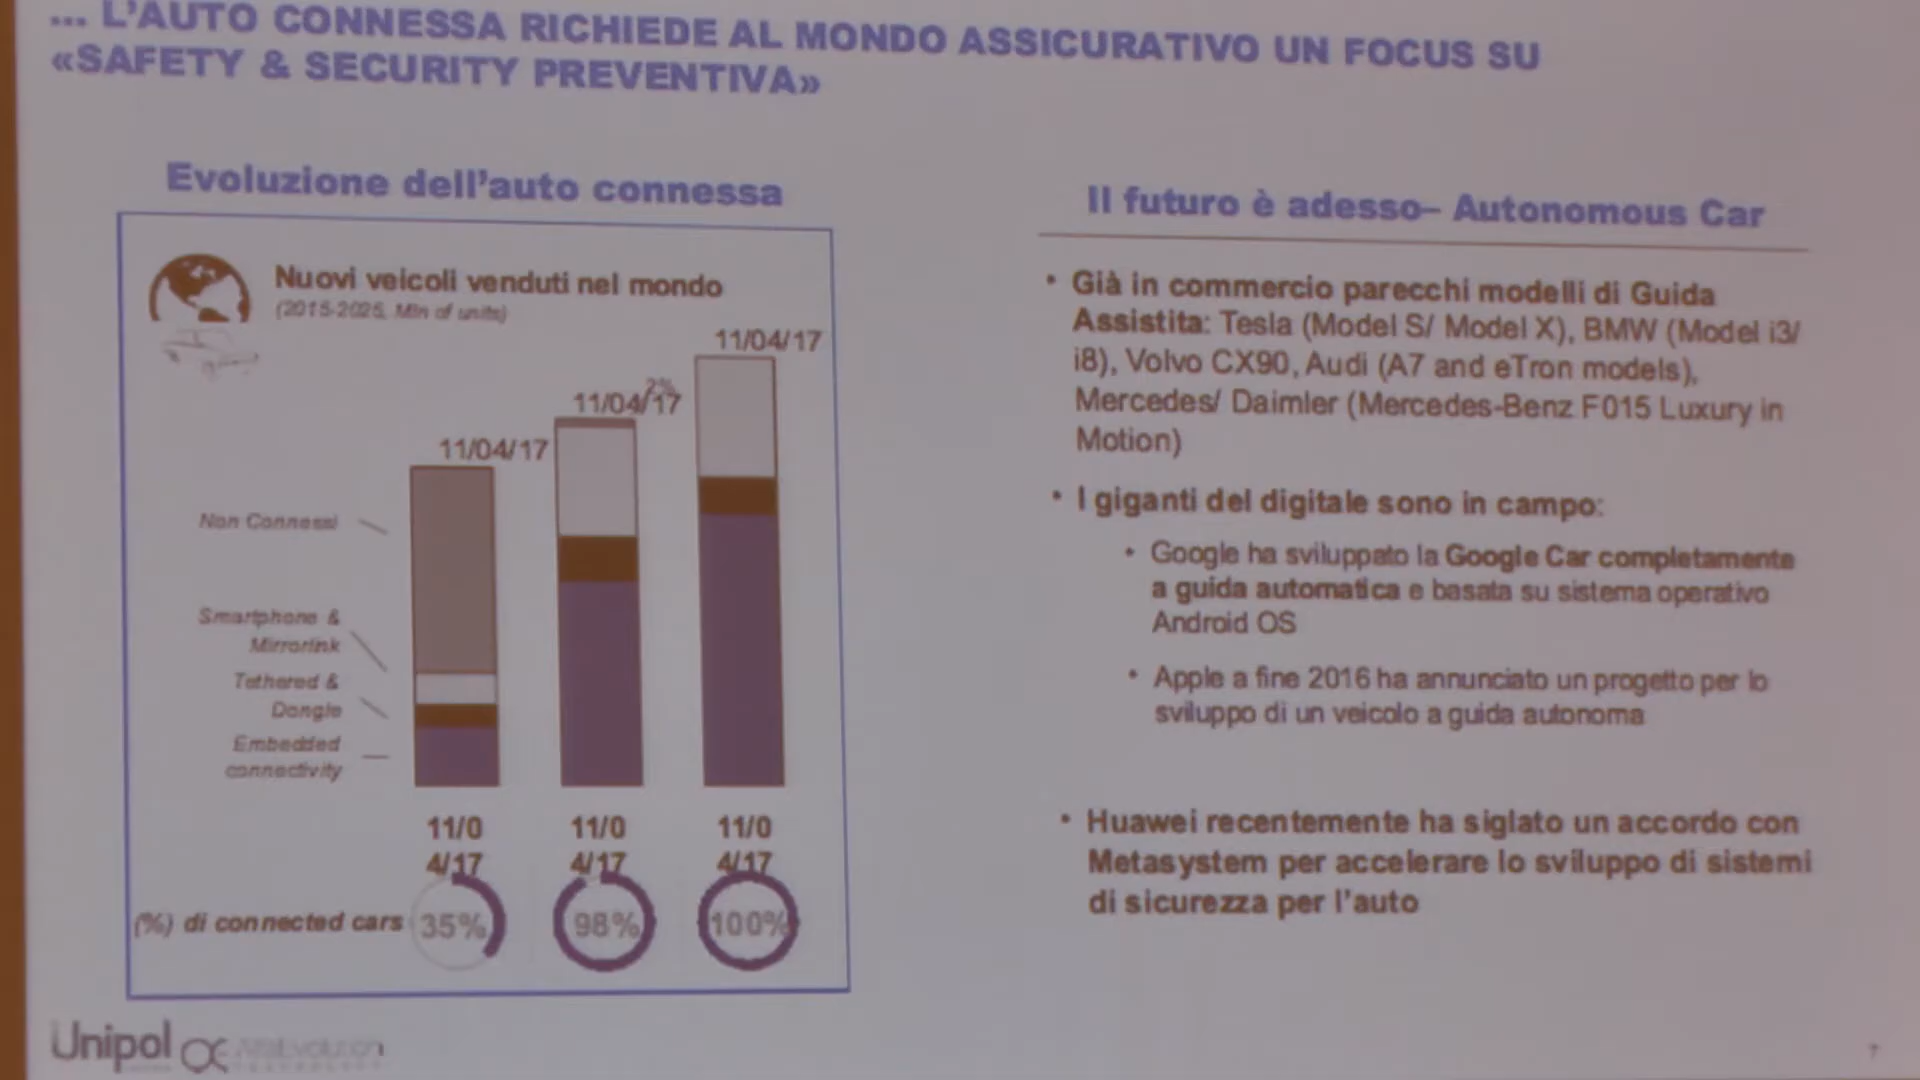 ... L'AUTO CONNESSA RICHIEDE AL MONDO ASSICURATIVO UN FOCUS SU
«SAFETY & SECURITY PREVENTIVA»
Evoluzione dell'auto connessa
Nuovi veicoli venduti nel mondo
(2015-2025, Mln of units)
11/04/17
2%
11/04/17
11/04/17
Non Connessi
Smartphone &
Mirrorlink
Tethered &
Dongle
Embedded
connectivity
11/0
4/17
11/0
4/17
11/0
4/17
(%) di connected cars
35%
98%
100%
Il futuro è adesso– Autonomous Car
• Già in commercio parecchi modelli di Guida
Assistita: Tesla (Model S/ Model X), BMW (Model i3/
i8), Volvo CX90, Audi (A7 and eTron models),
Mercedes/ Daimler (Mercedes-Benz F015 Luxury in
Motion)
• I giganti del digitale sono in campo:
• Google ha sviluppato la Google Car completamente
a guida automatica e basata su sistema operativo
Android OS
• Apple a fine 2016 ha annunciato un progetto per lo
sviluppo di un veicolo a guida autonoma
• Huawei recentemente ha siglato un accordo con
Metasystem per accelerare lo sviluppo di sistemi
di sicurezza per l'auto
Unipol
AlfaEvolution
TECHNOLOGY
7